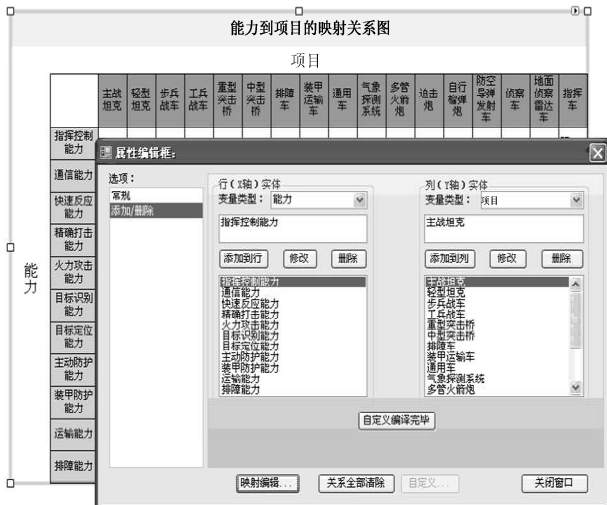 能力到项目的映射关系图
项目
主战坦克
轻型坦克
步兵战车
工兵战车
重型突击桥
中型突击桥
排障车
装甲运输车
通用车
气象探测系统
多管火箭炮
迫击炮
自行榴弹炮
防空导弹发射车
侦察车
地面侦察雷达车
指挥车
能力
指挥控制能力
通信能力
快速反应能力
精确打击能力
火力攻击能力
目标识别能力
目标定位能力
主动防护能力
装甲防护能力
运输能力
排障能力
属性编辑框：
选项：
常规
添加/删除
行(X轴)实体
变量类型： 能力
指挥控制能力
添加到行 修改 删除
指挥控制能力
通信能力
快速反应能力
精确打击能力
火力攻击能力
目标识别能力
目标定位能力
主动防护能力
装甲防护能力
运输能力
排障能力
列(Y轴)实体
变量类型： 项目
主战坦克
添加到列 修改 删除
主战坦克
轻型坦克
步兵战车
工兵战车
重型突击桥
中型突击桥
排障车
装甲运输车
通用车
气象探测系统
多管火箭炮
自定义编译完毕
映射编辑... 关系全部清除 自定义... 关闭窗口